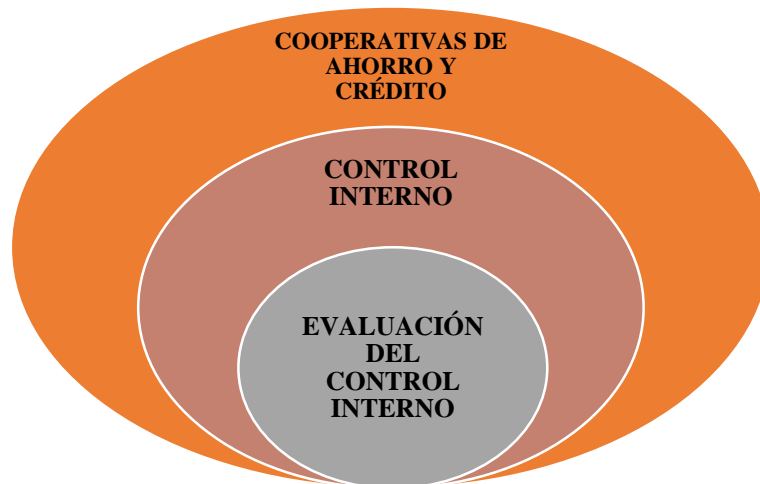 COOPERATIVAS DE
AHORRO Y
CRÉDITO
CONTROL
INTERNO
EVALUACIÓN
DEL
CONTROL
INTERNO